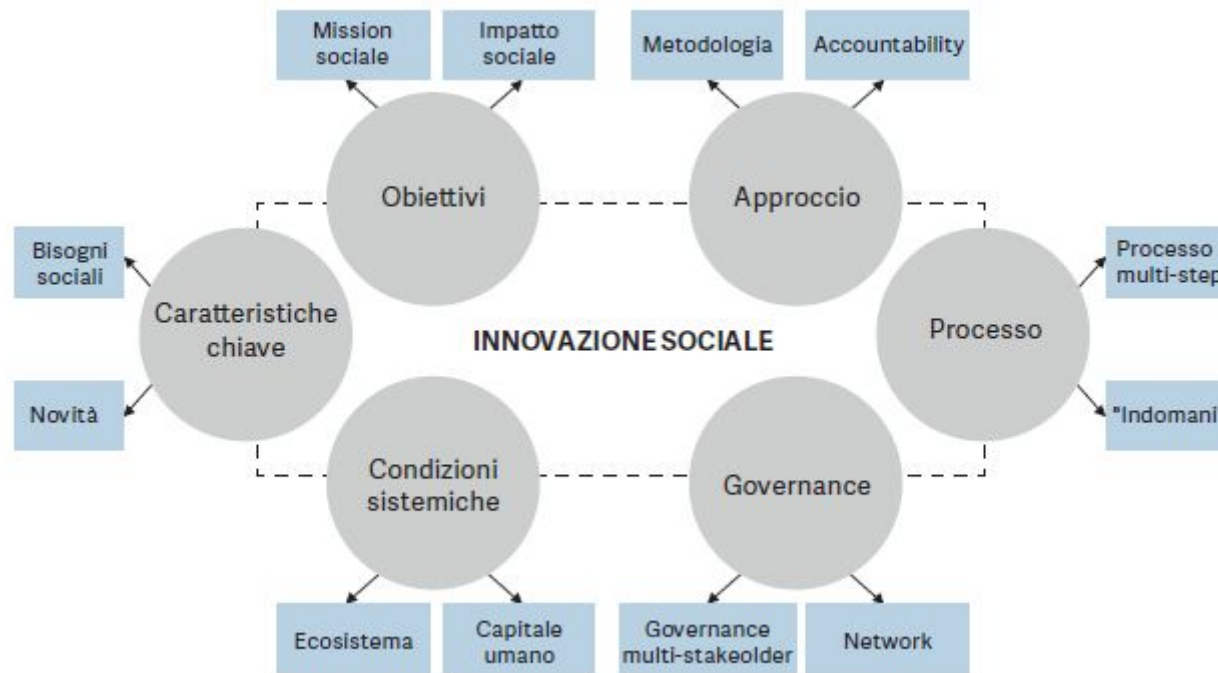 Mission
sociale
Impatto
sociale
Metodologia
Accountability
Obiettivi
Approccio
Bisogni
sociali
Processo
multi-step
Caratteristiche
chiave
INNOVAZIONE SOCIALE
Processo
Novità
"Indomani
Condizioni
sistemiche
Governance
Ecosistema
Capitale
umano
Governance
multi-stakeolder
Network